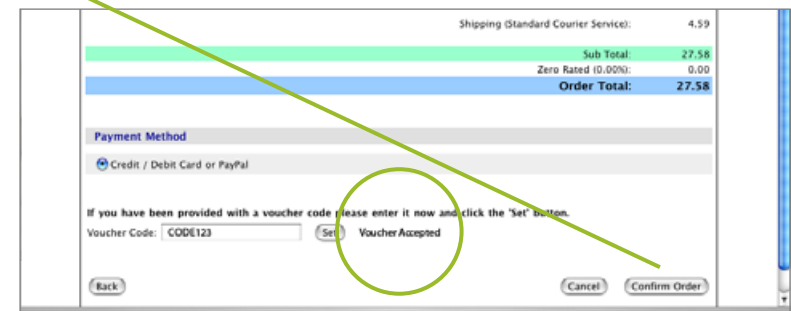 Shipping (Standard Courier Service): 4.59
Sub Total: 27.58
Zero Rated (0.00%): 0.00
Order Total: 27.58
Payment Method
Credit / Debit Card or PayPal
If you have been provided with a voucher code please enter it now and click the 'Set' button.
Voucher Code: CODE123 Set Voucher Accepted
Back Cancel Confirm Order